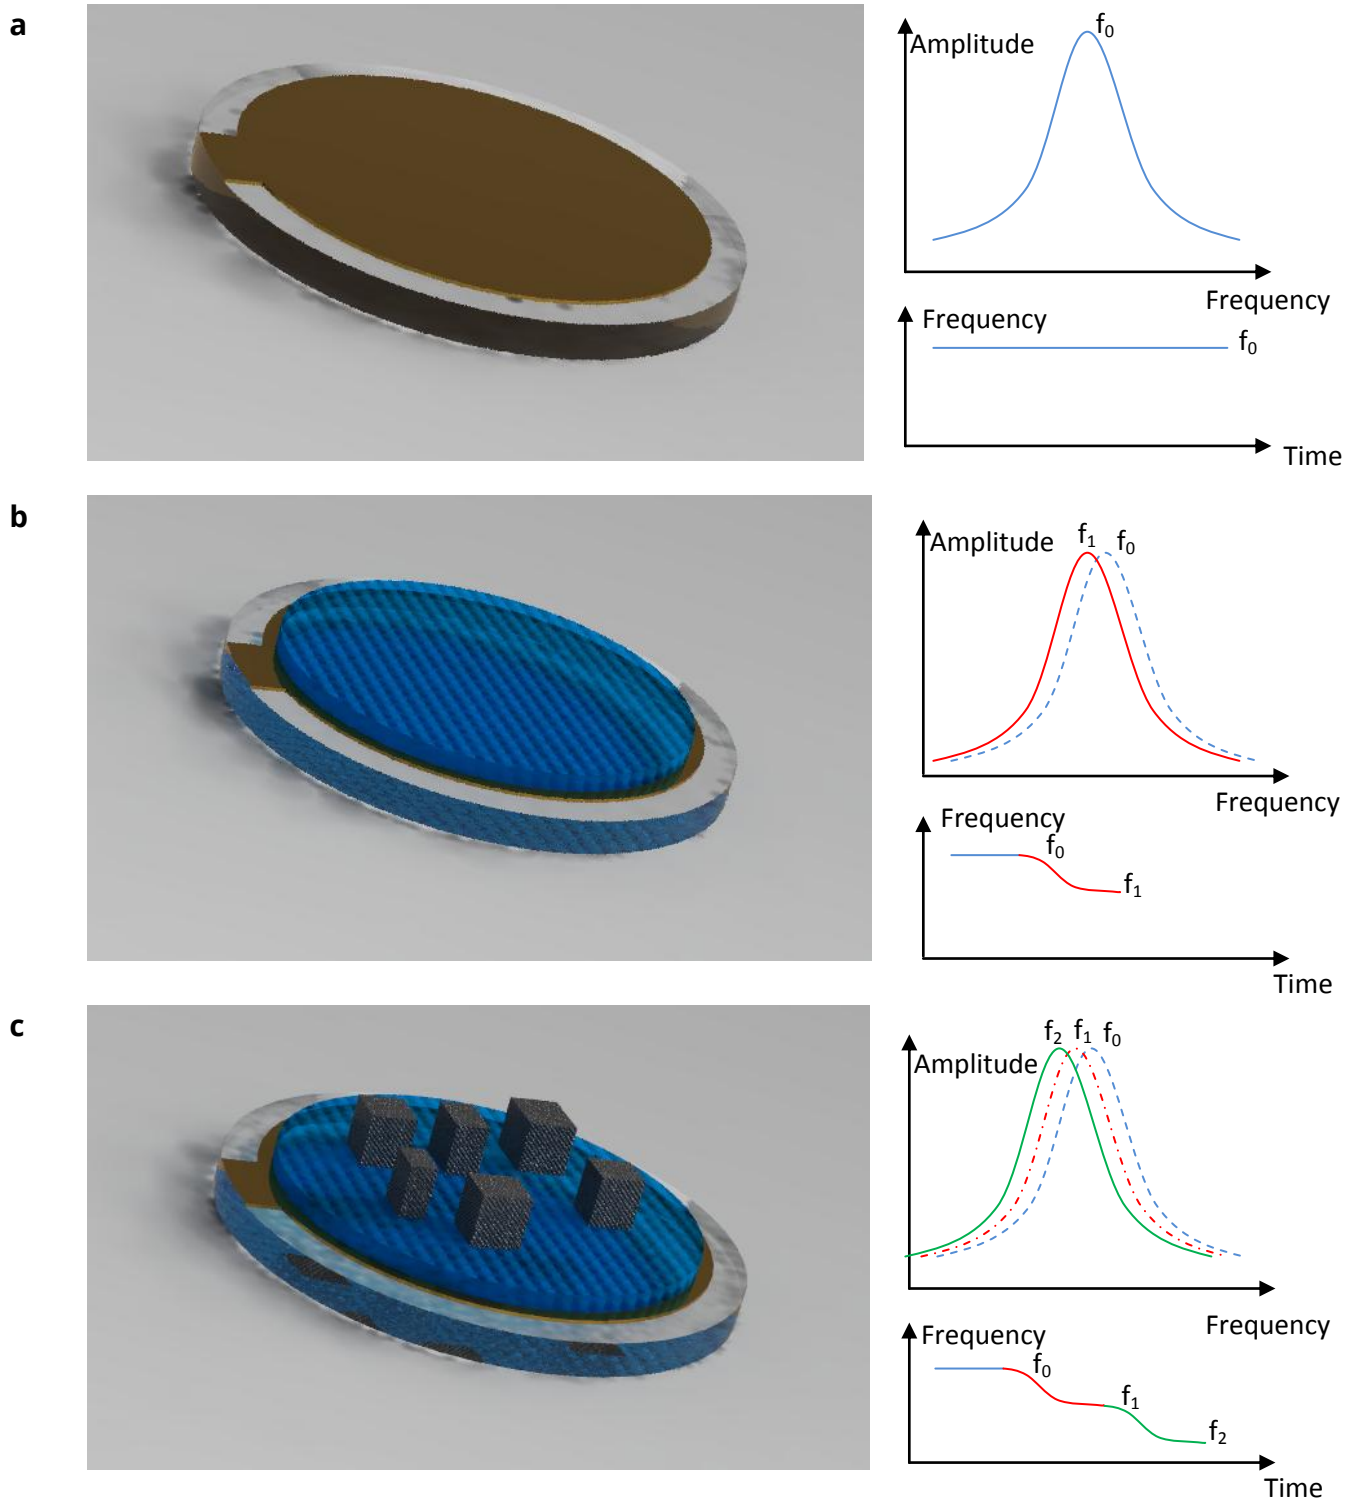 a
f₀
Amplitude
Frequency
Frequency
f₀
Time
b
f₁ f₀
Amplitude
Frequency
Frequency
f₀
f₁
Time
c
f₂ f₁ f₀
Amplitude
Frequency
Frequency
f₀
f₁
f₂
Time